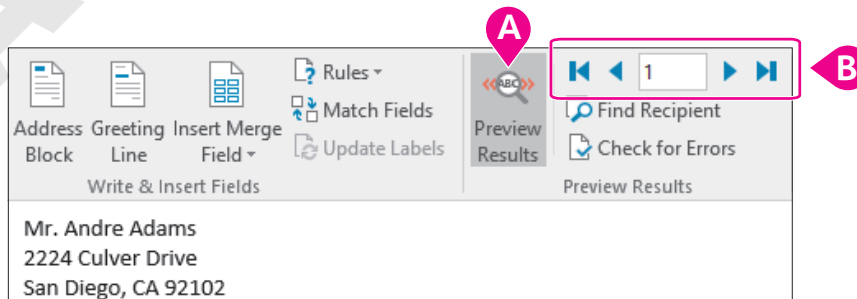 A
B
Address Block
Greeting Line
Insert Merge Field
Rules
Match Fields
Update Labels
Write & Insert Fields
«ABC»
Preview Results
1
Find Recipient
Check for Errors
Preview Results
Mr. Andre Adams
2224 Culver Drive
San Diego, CA 92102